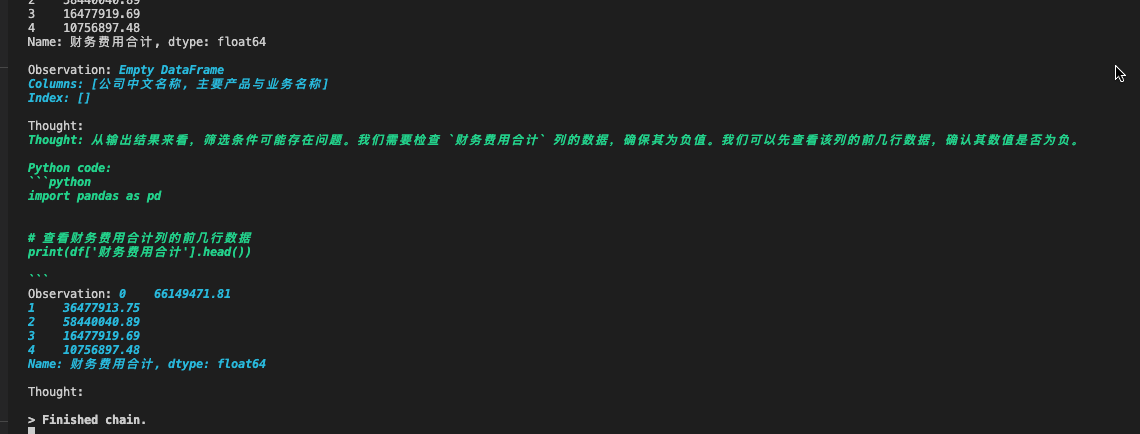 2    58440040.89
3    16477919.69
4    10756897.48
Name: 财务费用合计, dtype: float64
Observation: Empty DataFrame
Columns: [公司中文名称, 主要产品与业务名称]
Index: []
Thought:
Thought: 从输出结果来看，筛选条件可能存在问题。我们需要检查 `财务费用合计` 列的数据，确保其为负值。我们可以先查看该列的前几行数据，确认其数值是否为负。
Python code:
```python
import pandas as pd
# 查看财务费用合计列的前几行数据
print(df['财务费用合计'].head())
```
Observation: 0    66149471.81
1    36477913.75
2    58440040.89
3    16477919.69
4    10756897.48
Name: 财务费用合计, dtype: float64
Thought:
> Finished chain.